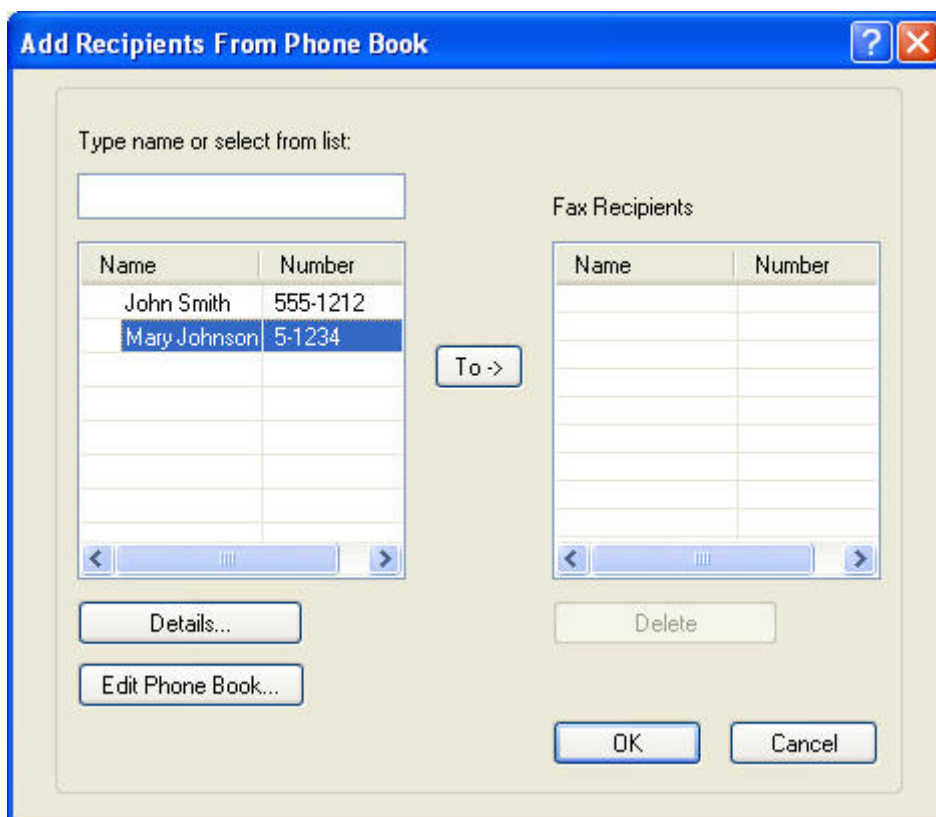 Add Recipients From Phone Book
Type name or select from list:
Fax Recipients
Name Number
John Smith 555-1212
Mary Johnson 5-1234
To ->
Name Number
Details...
Delete
Edit Phone Book...
OK
Cancel